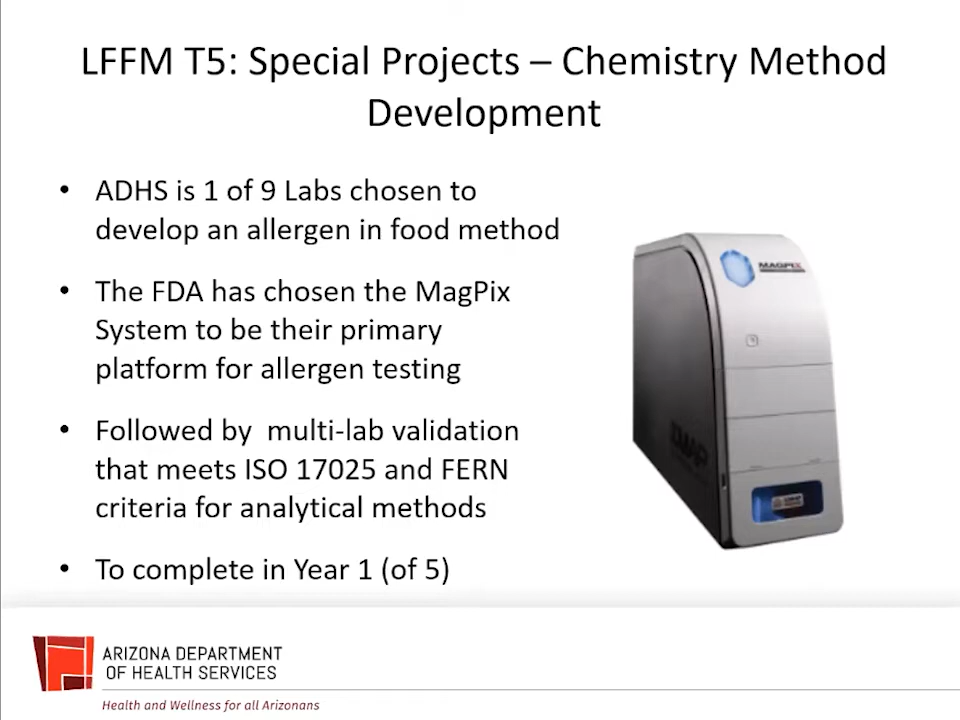 LFFM T5: Special Projects – Chemistry Method
Development
• ADHS is 1 of 9 Labs chosen to
develop an allergen in food method
• The FDA has chosen the MagPix
System to be their primary
platform for allergen testing
• Followed by  multi-lab validation
that meets ISO 17025 and FERN
criteria for analytical methods
• To complete in Year 1 (of 5)
MAGPIX
ARIZONA DEPARTMENT
OF HEALTH SERVICES
Health and Wellness for all Arizonans